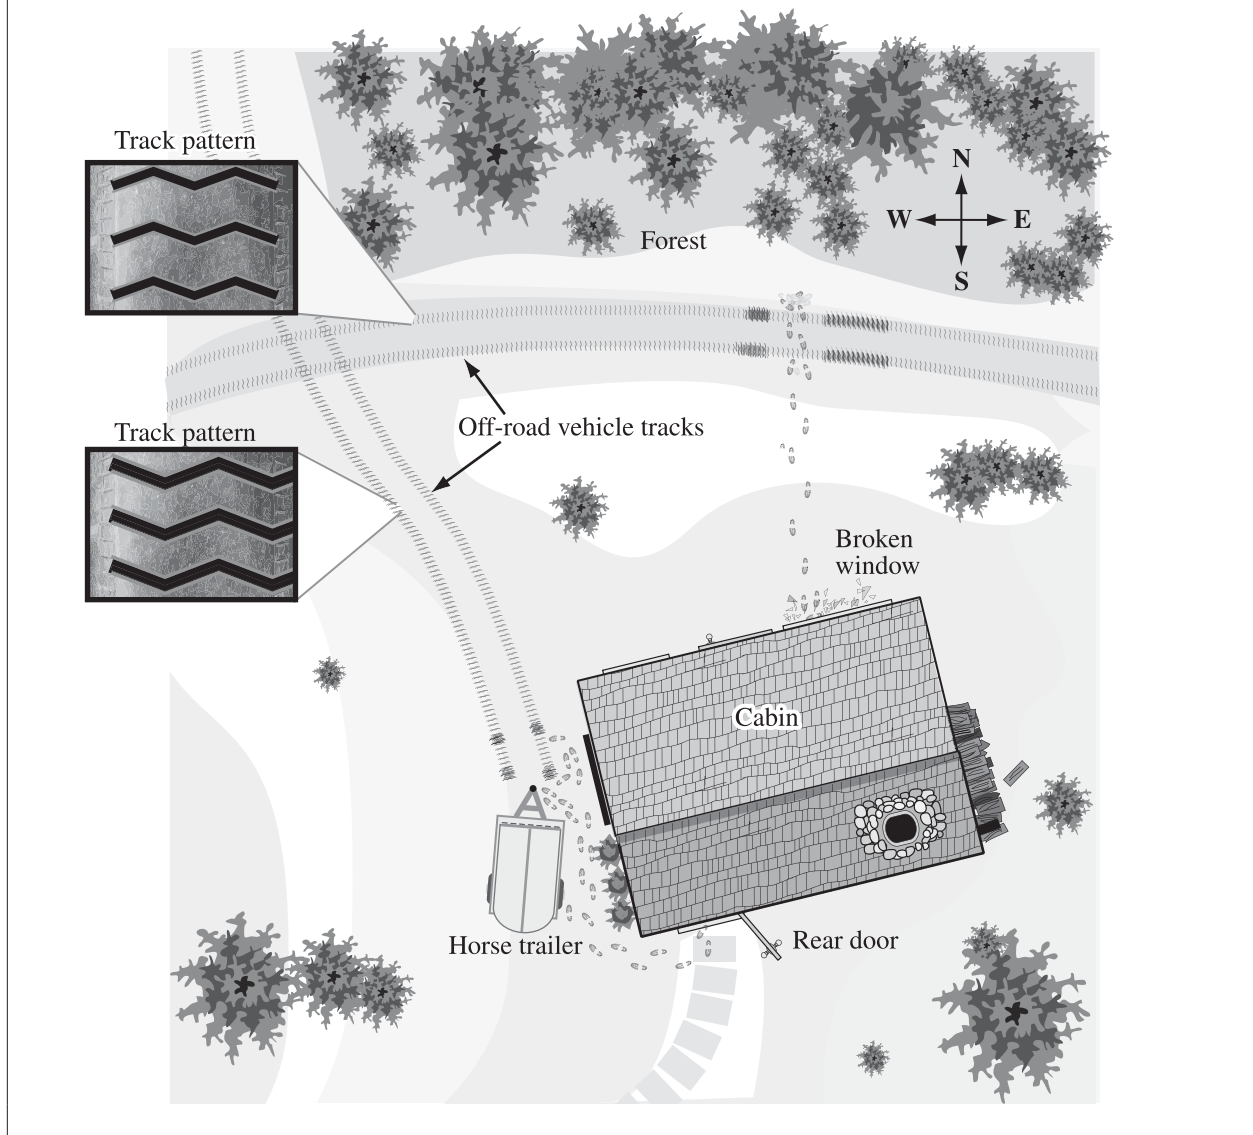 Track pattern
N
W
E
S
Forest
Off-road vehicle tracks
Track pattern
Broken
window
Cabin
Horse trailer
Rear door